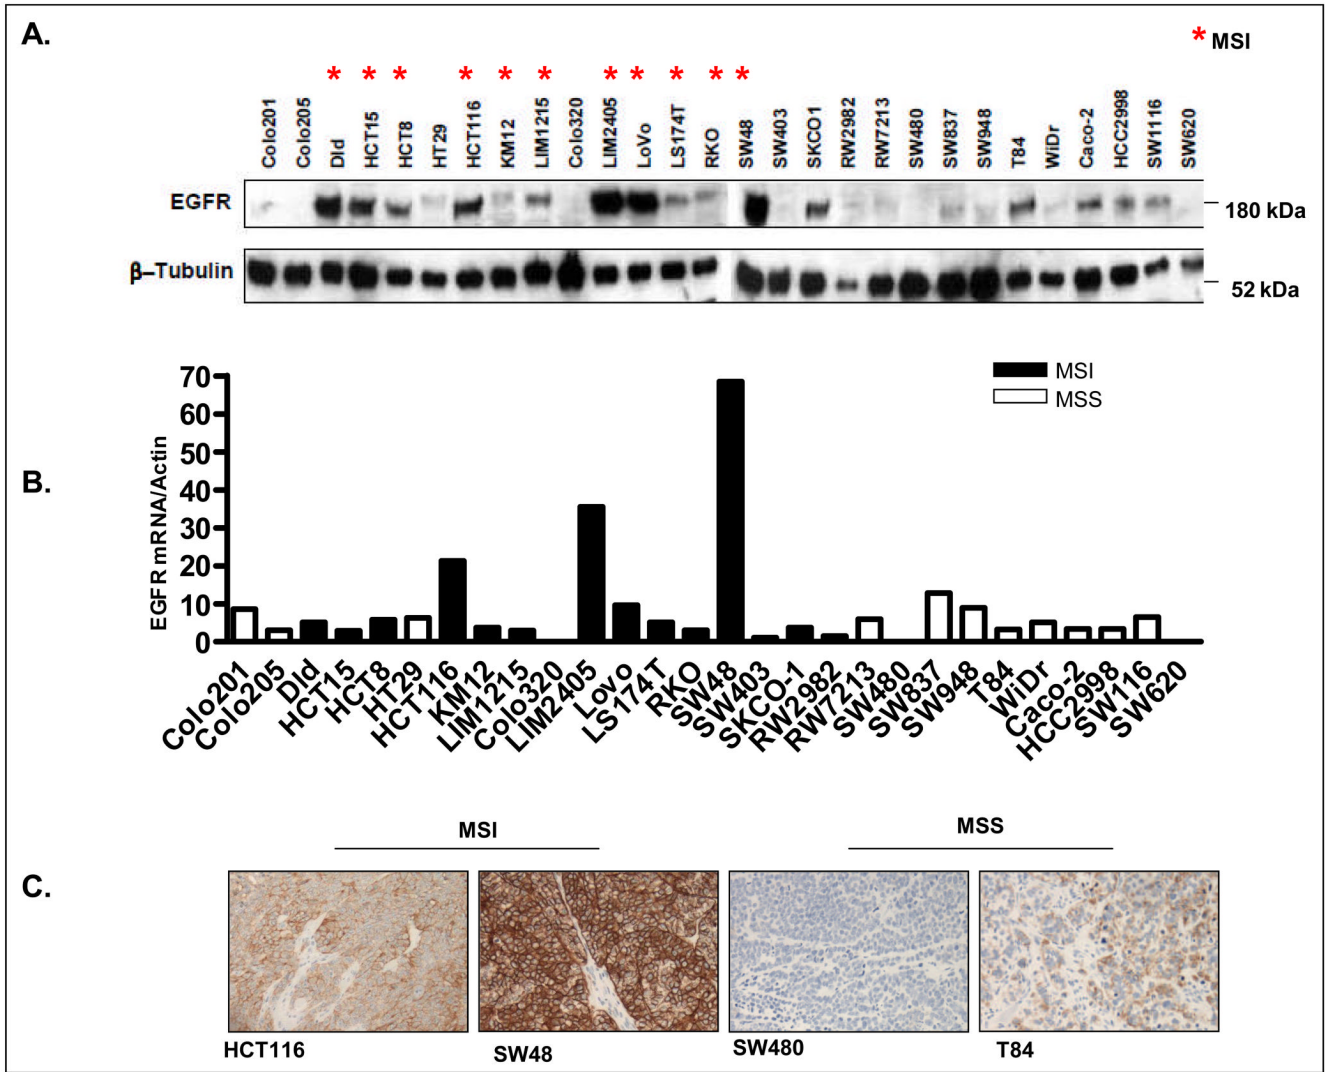 A.
* MSI
* * * * * * * * * * *
Colo201
Colo205
Dld
HCT15
HCT8
HT29
HCT116
KM12
LIM1215
Colo320
LIM2405
LoVo
LS174T
RKO
SW48
SW403
SKCO1
RW2982
RW7213
SW480
SW837
SW948
T84
WiDr
Caco-2
HCC2998
SW1116
SW620
EGFR
180 kDa
β–Tubulin
52 kDa
B.
EGFR mRNA/Actin
70
60
50
40
30
20
10
0
MSI
MSS
Colo201
Colo205
Dld
HCT15
HCT8
HT29
HCT116
KM12
LIM1215
Colo320
LIM2405
Lovo
LS174T
RKO
SW48
SW403
SKCO-1
RW2982
RW7213
SW480
SW837
SW948
T84
WiDr
Caco-2
HCC2998
SW116
SW620
C.
MSI
MSS
HCT116
SW48
SW480
T84